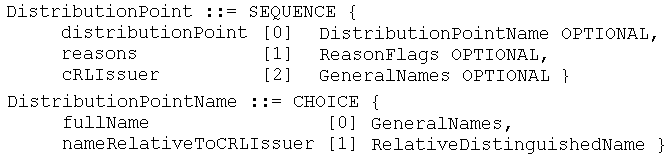 DistributionPoint ::= SEQUENCE {
distributionPoint [0] DistributionPointName OPTIONAL,
reasons [1] ReasonFlags OPTIONAL,
cRLIssuer [2] GeneralNames OPTIONAL }
DistributionPointName ::= CHOICE {
fullName [0] GeneralNames,
nameRelativeToCRLIssuer [1] RelativeDistinguishedName }